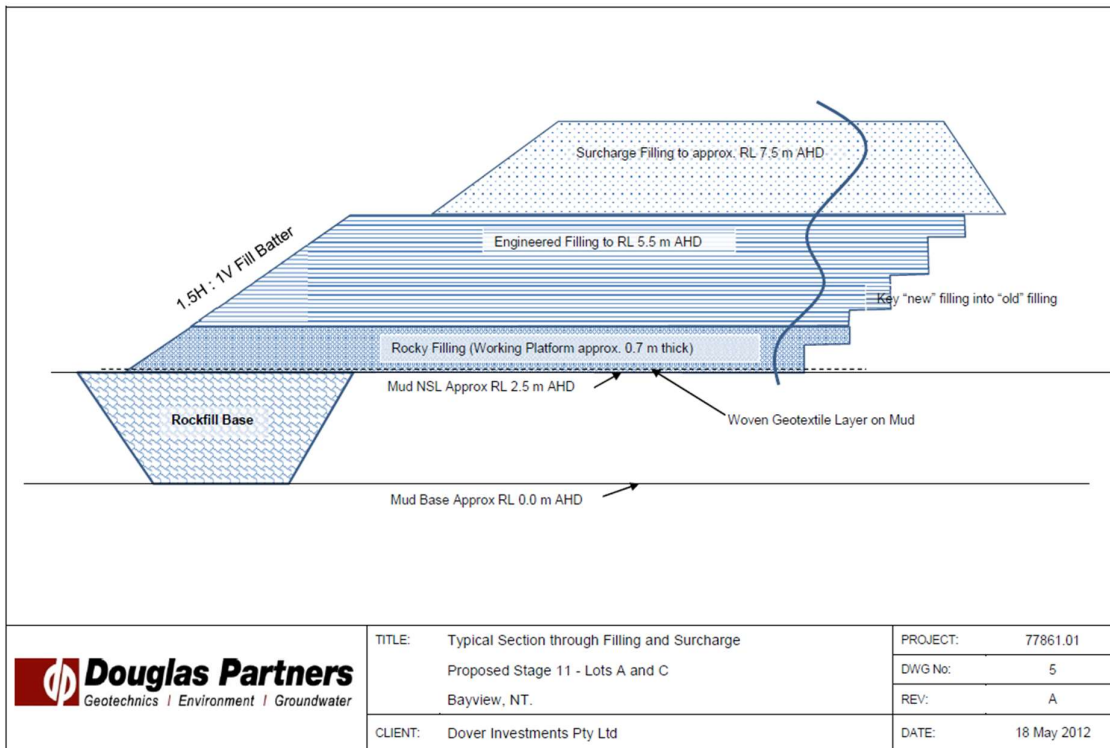 Surcharge Filling to approx. RL 7.5 m AHD
Engineered Filling to RL 5.5 m AHD
1.5H : 1V Fill Batter
Key "new" filling into "old" filling
Rocky Filling (Working Platform approx. 0.7 m thick)
Mud NSL Approx RL 2.5 m AHD
Rockfill Base
Woven Geotextile Layer on Mud
Mud Base Approx RL 0.0 m AHD
Douglas Partners
Geotechnics | Environment | Groundwater
TITLE: Typical Section through Filling and Surcharge
Proposed Stage 11 - Lots A and C
Bayview, NT.
CLIENT: Dover Investments Pty Ltd
PROJECT: 77861.01
DWG No: 5
REV: A
DATE: 18 May 2012